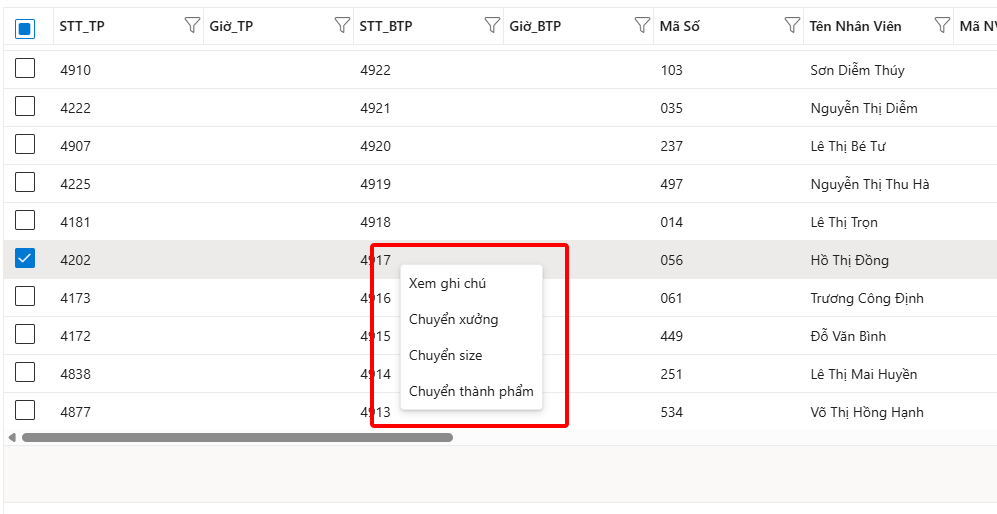 STT_TP Giờ_TP STT_BTP Giờ_BTP Mã Số Tên Nhân Viên Mã NV
4910 4922 103 Sơn Diễm Thúy
4222 4921 035 Nguyễn Thị Diễm
4907 4920 237 Lê Thị Bé Tư
4225 4919 497 Nguyễn Thị Thu Hà
4181 4918 014 Lê Thị Trọn
4202 4917 056 Hồ Thị Đồng
4173 4916 061 Trương Công Định
4172 4915 449 Đỗ Văn Bình
4838 4914 251 Lê Thị Mai Huyền
4877 4913 534 Võ Thị Hồng Hạnh
Xem ghi chú
Chuyển xưởng
Chuyển size
Chuyển thành phẩm